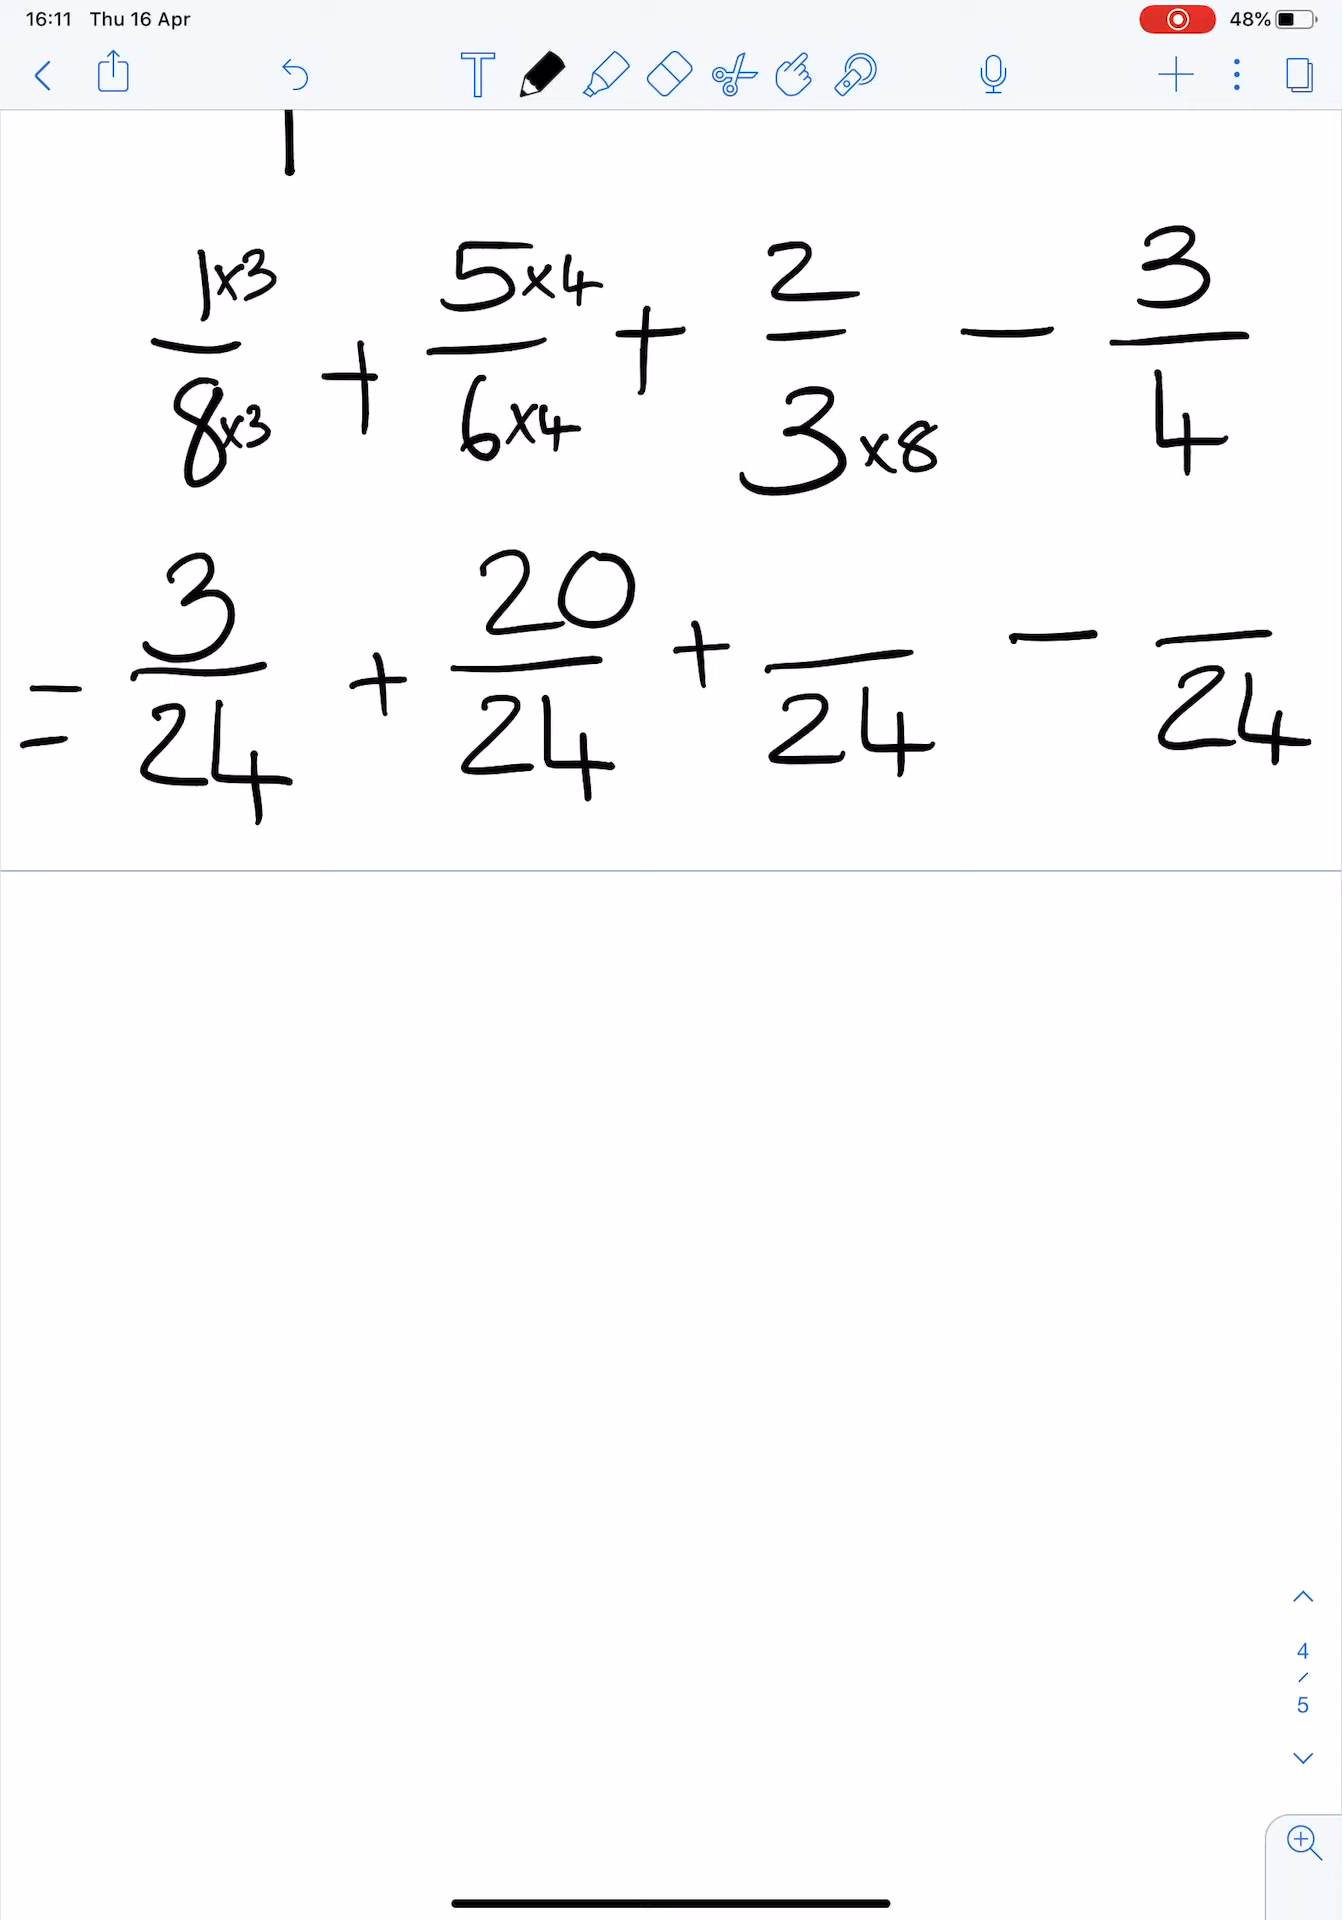 16:11 Thu 16 Apr 48%
T
1x3 5x4 2 3
— + — + — − —
8x3 6x4 3x8 4
3 20
= — + — + — − —
24 24 24 24
4
/
5